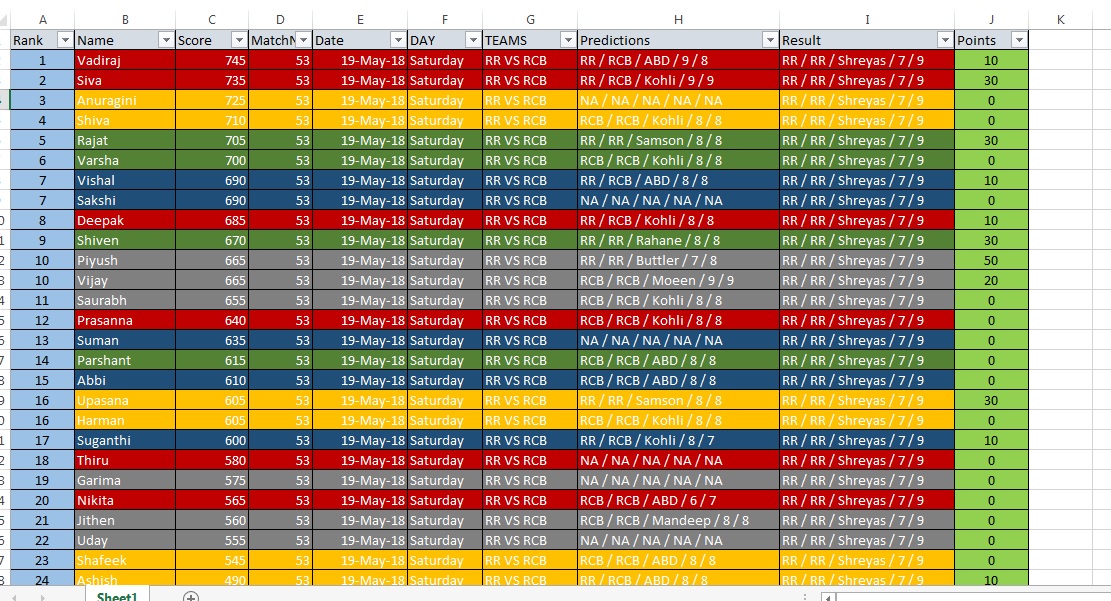 A B C D E F G H I J K
Rank Name Score MatchN Date DAY TEAMS Predictions Result Points
1 Vadiraj 745 53 19-May-18 Saturday RR VS RCB RR / RCB / ABD / 9 / 8 RR / RR / Shreyas / 7 / 9 10
2 Siva 735 53 19-May-18 Saturday RR VS RCB RR / RCB / Kohli / 9 / 9 RR / RR / Shreyas / 7 / 9 30
3 Anuragini 725 53 19-May-18 Saturday RR VS RCB NA / NA / NA / NA / NA RR / RR / Shreyas / 7 / 9 0
4 Shiva 710 53 19-May-18 Saturday RR VS RCB RCB / RCB / Kohli / 8 / 8 RR / RR / Shreyas / 7 / 9 0
5 Rajat 705 53 19-May-18 Saturday RR VS RCB RR / RR / Samson / 8 / 8 RR / RR / Shreyas / 7 / 9 30
6 Varsha 700 53 19-May-18 Saturday RR VS RCB RCB / RCB / Kohli / 8 / 8 RR / RR / Shreyas / 7 / 9 0
7 Vishal 690 53 19-May-18 Saturday RR VS RCB RR / RCB / ABD / 8 / 8 RR / RR / Shreyas / 7 / 9 10
7 Sakshi 690 53 19-May-18 Saturday RR VS RCB NA / NA / NA / NA / NA RR / RR / Shreyas / 7 / 9 0
8 Deepak 685 53 19-May-18 Saturday RR VS RCB RR / RCB / Kohli / 8 / 8 RR / RR / Shreyas / 7 / 9 10
9 Shiven 670 53 19-May-18 Saturday RR VS RCB RR / RR / Rahane / 8 / 8 RR / RR / Shreyas / 7 / 9 30
10 Piyush 665 53 19-May-18 Saturday RR VS RCB RR / RR / Buttler / 7 / 8 RR / RR / Shreyas / 7 / 9 50
10 Vijay 665 53 19-May-18 Saturday RR VS RCB RCB / RCB / Moeen / 9 / 9 RR / RR / Shreyas / 7 / 9 20
11 Saurabh 655 53 19-May-18 Saturday RR VS RCB RCB / RCB / Kohli / 8 / 8 RR / RR / Shreyas / 7 / 9 0
12 Prasanna 640 53 19-May-18 Saturday RR VS RCB RCB / RCB / Kohli / 8 / 8 RR / RR / Shreyas / 7 / 9 0
13 Suman 635 53 19-May-18 Saturday RR VS RCB NA / NA / NA / NA / NA RR / RR / Shreyas / 7 / 9 0
14 Parshant 615 53 19-May-18 Saturday RR VS RCB RCB / RCB / ABD / 8 / 8 RR / RR / Shreyas / 7 / 9 0
15 Abbi 610 53 19-May-18 Saturday RR VS RCB RCB / RCB / ABD / 8 / 8 RR / RR / Shreyas / 7 / 9 0
16 Upasana 605 53 19-May-18 Saturday RR VS RCB RR / RR / Samson / 8 / 8 RR / RR / Shreyas / 7 / 9 30
16 Harman 605 53 19-May-18 Saturday RR VS RCB RCB / RCB / Kohli / 8 / 8 RR / RR / Shreyas / 7 / 9 0
17 Suganthi 600 53 19-May-18 Saturday RR VS RCB RR / RCB / Kohli / 8 / 7 RR / RR / Shreyas / 7 / 9 10
18 Thiru 580 53 19-May-18 Saturday RR VS RCB NA / NA / NA / NA / NA RR / RR / Shreyas / 7 / 9 0
19 Garima 575 53 19-May-18 Saturday RR VS RCB NA / NA / NA / NA / NA RR / RR / Shreyas / 7 / 9 0
20 Nikita 565 53 19-May-18 Saturday RR VS RCB RCB / RCB / ABD / 6 / 7 RR / RR / Shreyas / 7 / 9 0
21 Jithen 560 53 19-May-18 Saturday RR VS RCB RCB / RCB / Mandeep / 8 / 8 RR / RR / Shreyas / 7 / 9 0
22 Uday 555 53 19-May-18 Saturday RR VS RCB NA / NA / NA / NA / NA RR / RR / Shreyas / 7 / 9 0
23 Shafeek 545 53 19-May-18 Saturday RR VS RCB RCB / RCB / ABD / 8 / 8 RR / RR / Shreyas / 7 / 9 0
24 Ashish 490 53 19-May-18 Saturday RR VS RCB RR / RCB / ABD / 8 / 8 RR / RR / Shreyas / 7 / 9 10
Sheet1